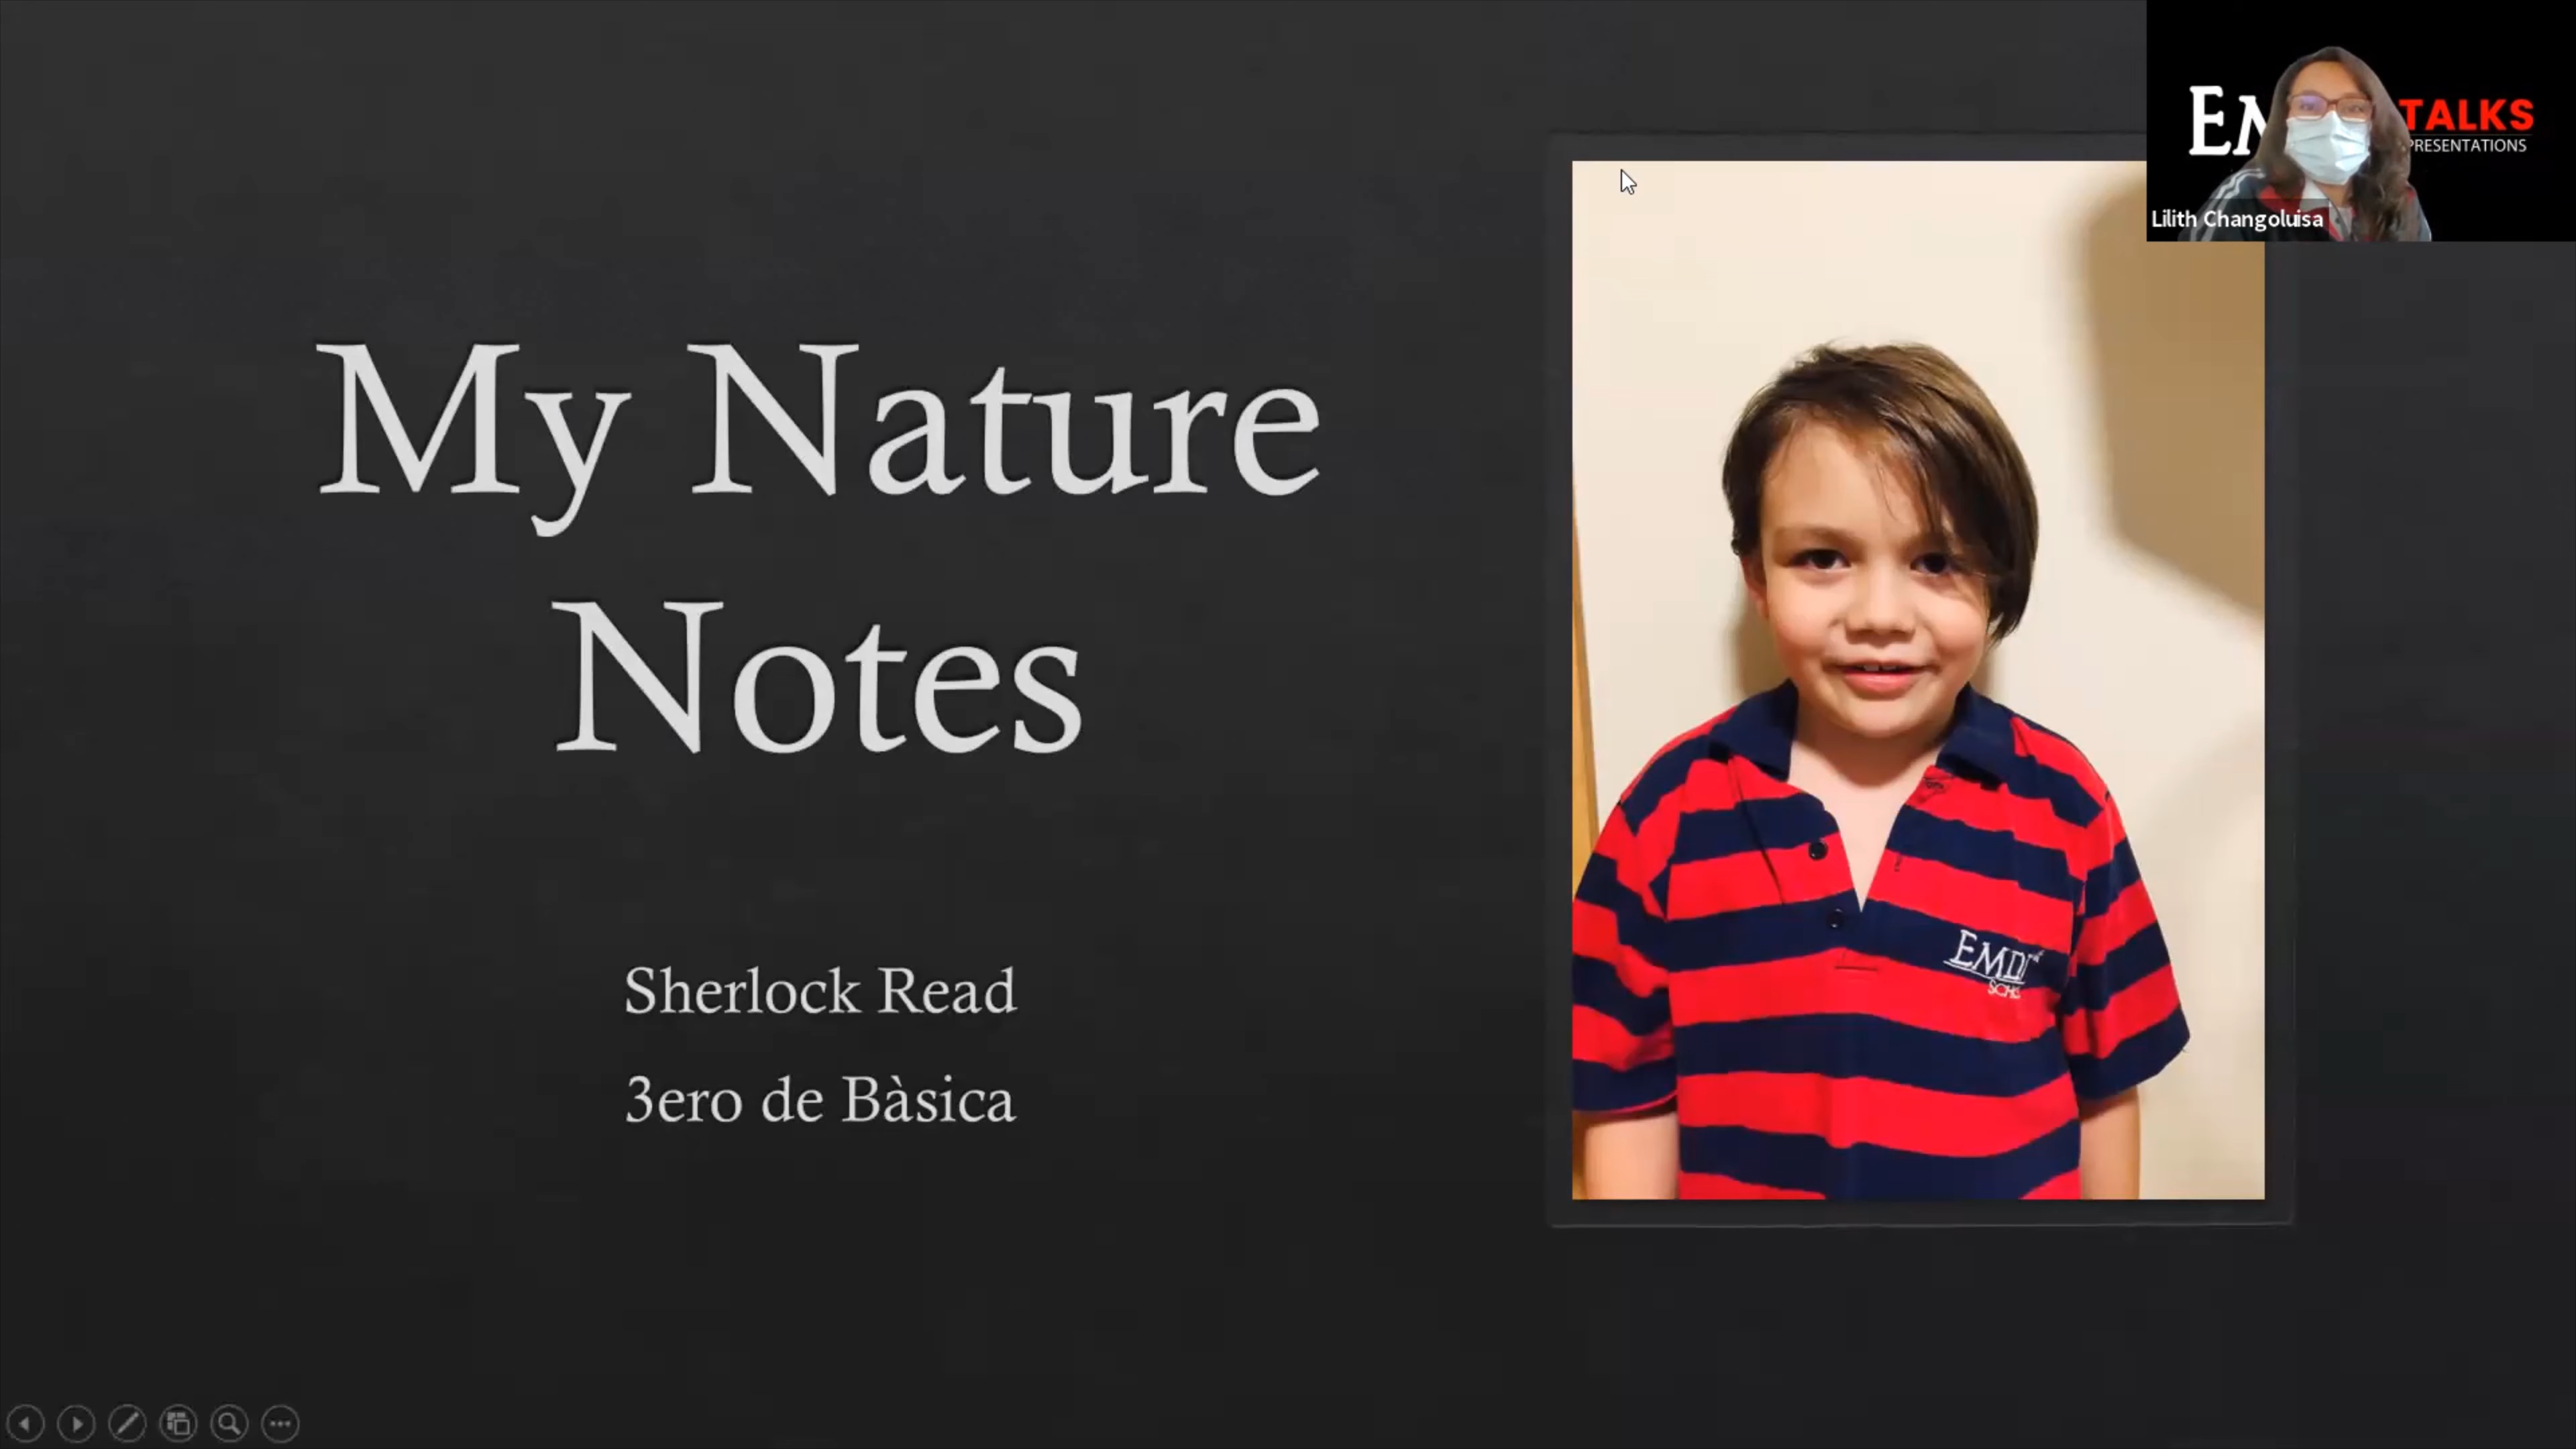 My Nature
Notes
Sherlock Read
3ero de Bàsica
TALKS
PRESENTATIONS
Lilith Changoluisa